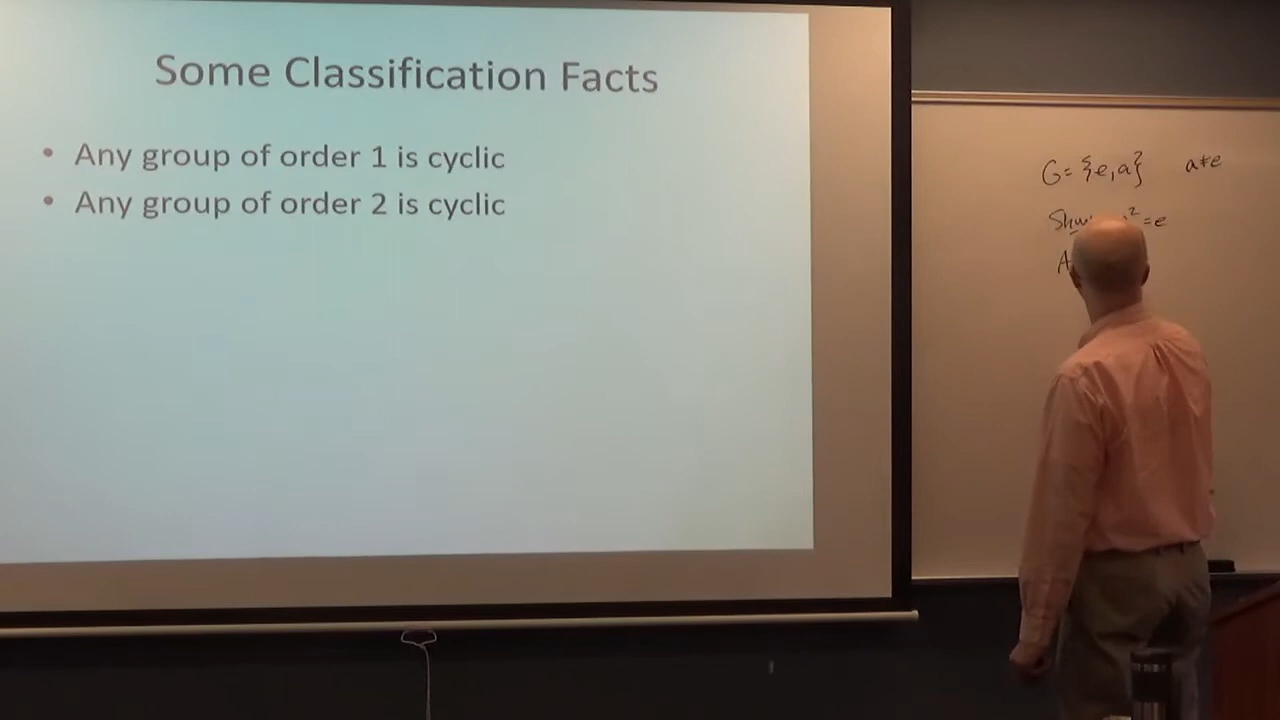 Some Classification Facts
• Any group of order 1 is cyclic
• Any group of order 2 is cyclic
G = {e, a} a≠e
Show ² = e